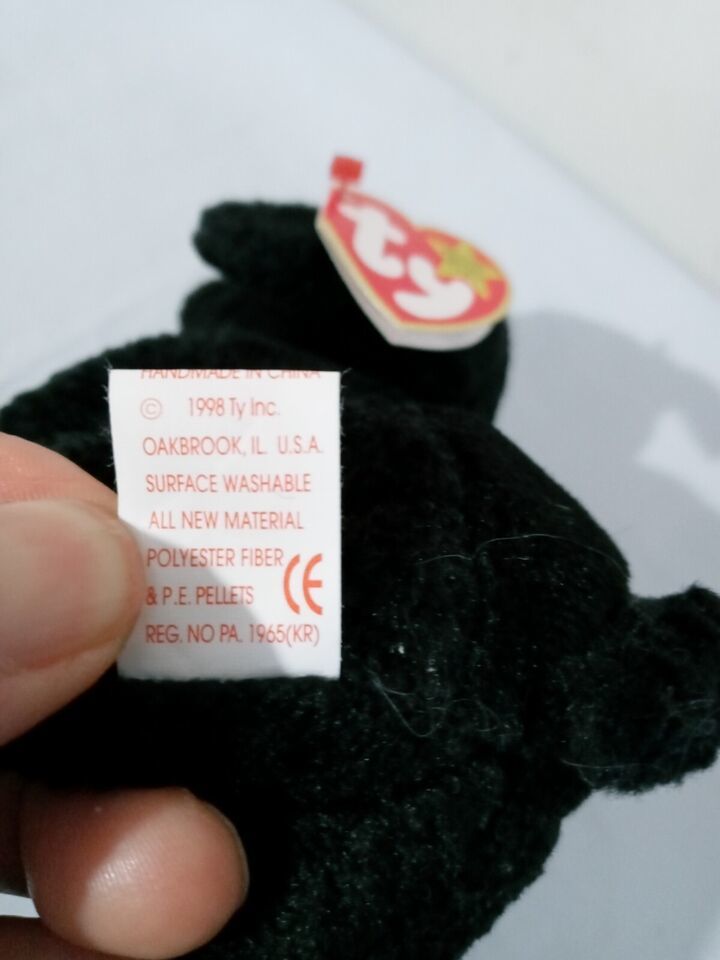 ty
HANDMADE IN CHINA
© 1998 Ty Inc.
OAKBROOK, IL. U.S.A.
SURFACE WASHABLE
ALL NEW MATERIAL
POLYESTER FIBER
& P.E. PELLETS CE
REG. NO PA. 1965(KR)